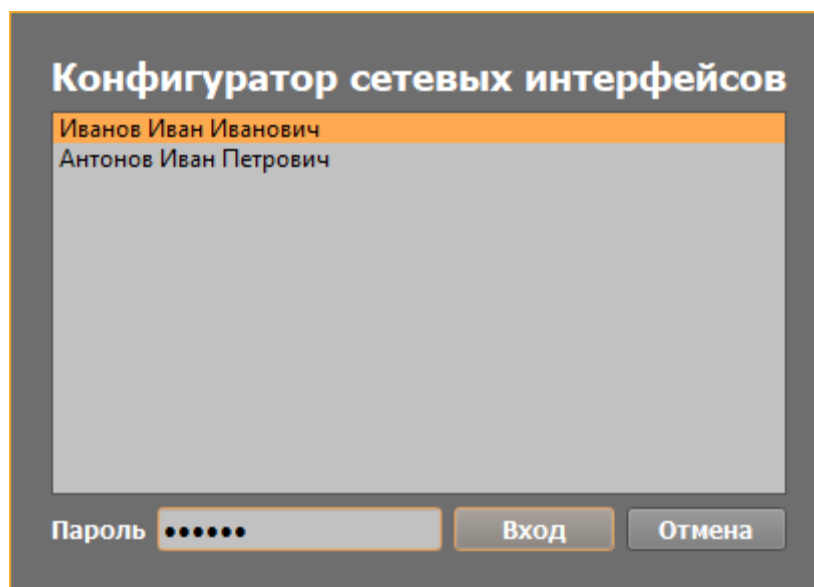 Конфигуратор сетевых интерфейсов
Иванов Иван Иванович
Антонов Иван Петрович
Пароль •••••• Вход Отмена